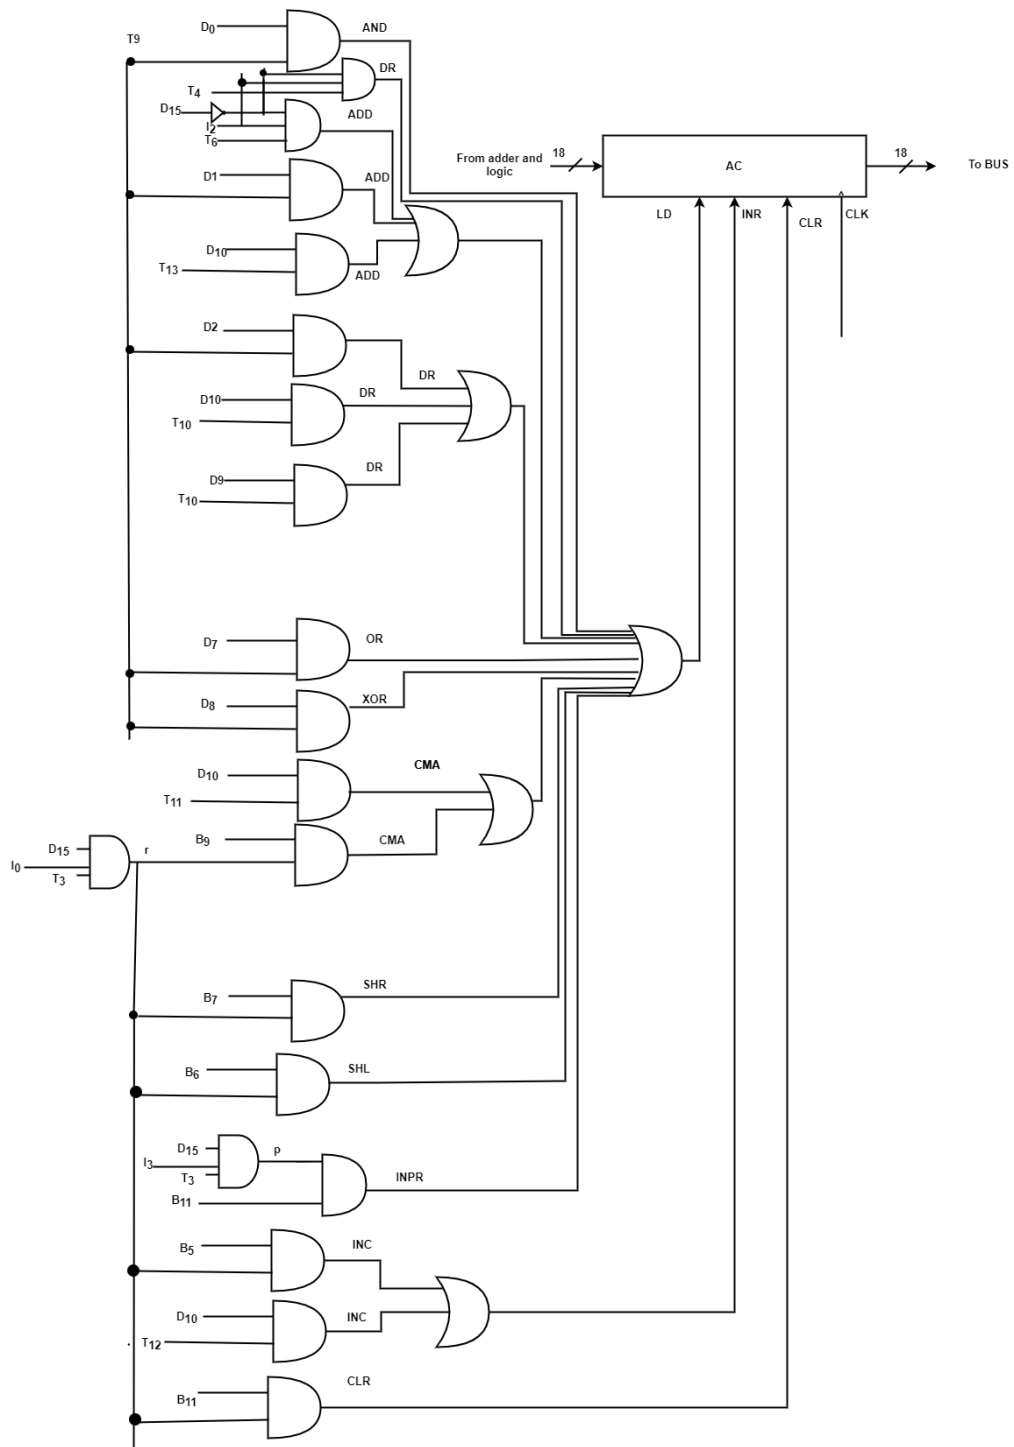 D0
AND
T9
DR
T4
D15
ADD
I2
T6
From adder and
logic
18
AC
18
To BUS
D1
ADD
LD
INR
CLR
CLK
D10
T13
ADD
D2
DR
D10
DR
T10
D9
DR
T10
D7
OR
D8
XOR
D10
CMA
T11
B9
CMA
D15
r
I0
T3
B7
SHR
B6
SHL
D15
p
I3
T3
INPR
B11
B5
INC
D10
INC
T12
CLR
B11